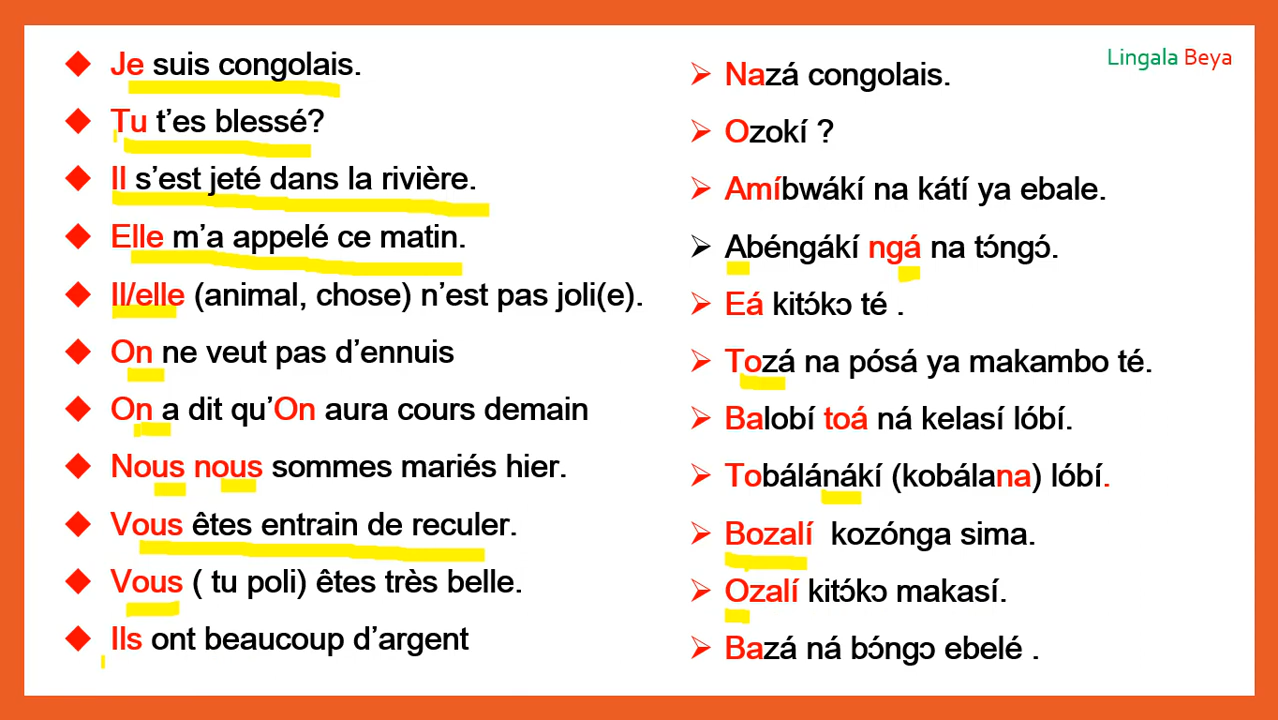 Lingala Beya
Je suis congolais.
Tu t’es blessé?
Il s’est jeté dans la rivière.
Elle m’a appelé ce matin.
Il/elle (animal, chose) n’est pas joli(e).
On ne veut pas d’ennuis
On a dit qu’On aura cours demain
Nous nous sommes mariés hier.
Vous êtes entrain de reculer.
Vous ( tu poli) êtes très belle.
Ils ont beaucoup d’argent
Nazá congolais.
Ozokí ?
Amíbwákí na kátí ya ebale.
Abéngákí ngá na tɔ́ngɔ́.
Eá kitɔ́kɔ té .
Tozá na pósá ya makambo té.
Balobí toá ná kelasí lóbí.
Tobálánákí (kobálana) lóbí.
Bozalí kozónga sima.
Ozalí kitɔ́kɔ makasí.
Bazá ná bɔ́ngɔ ebelé .